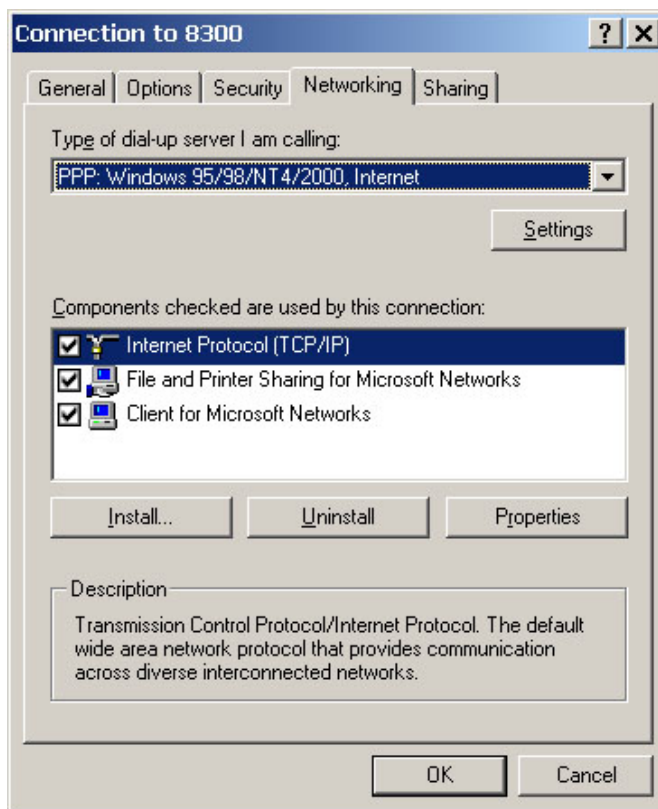 Connection to 8300
General Options Security Networking Sharing
Type of dial-up server I am calling:
PPP: Windows 95/98/NT4/2000, Internet
Settings
Components checked are used by this connection:
Internet Protocol (TCP/IP)
File and Printer Sharing for Microsoft Networks
Client for Microsoft Networks
Install... Uninstall Properties
Description
Transmission Control Protocol/Internet Protocol. The default
wide area network protocol that provides communication
across diverse interconnected networks.
OK Cancel